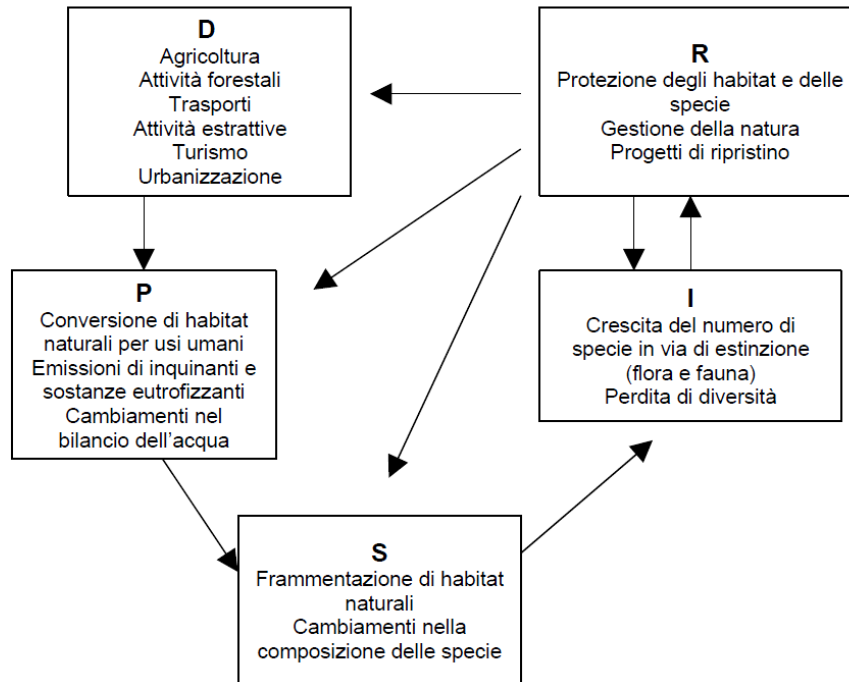 D
Agricoltura
Attività forestali
Trasporti
Attività estrattive
Turismo
Urbanizzazione
R
Protezione degli habitat e delle
specie
Gestione della natura
Progetti di ripristino
P
Conversione di habitat
naturali per usi umani
Emissioni di inquinanti e
sostanze eutrofizzanti
Cambiamenti nel
bilancio dell'acqua
I
Crescita del numero di
specie in via di estinzione
(flora e fauna)
Perdita di diversità
S
Frammentazione di habitat
naturali
Cambiamenti nella
composizione delle specie